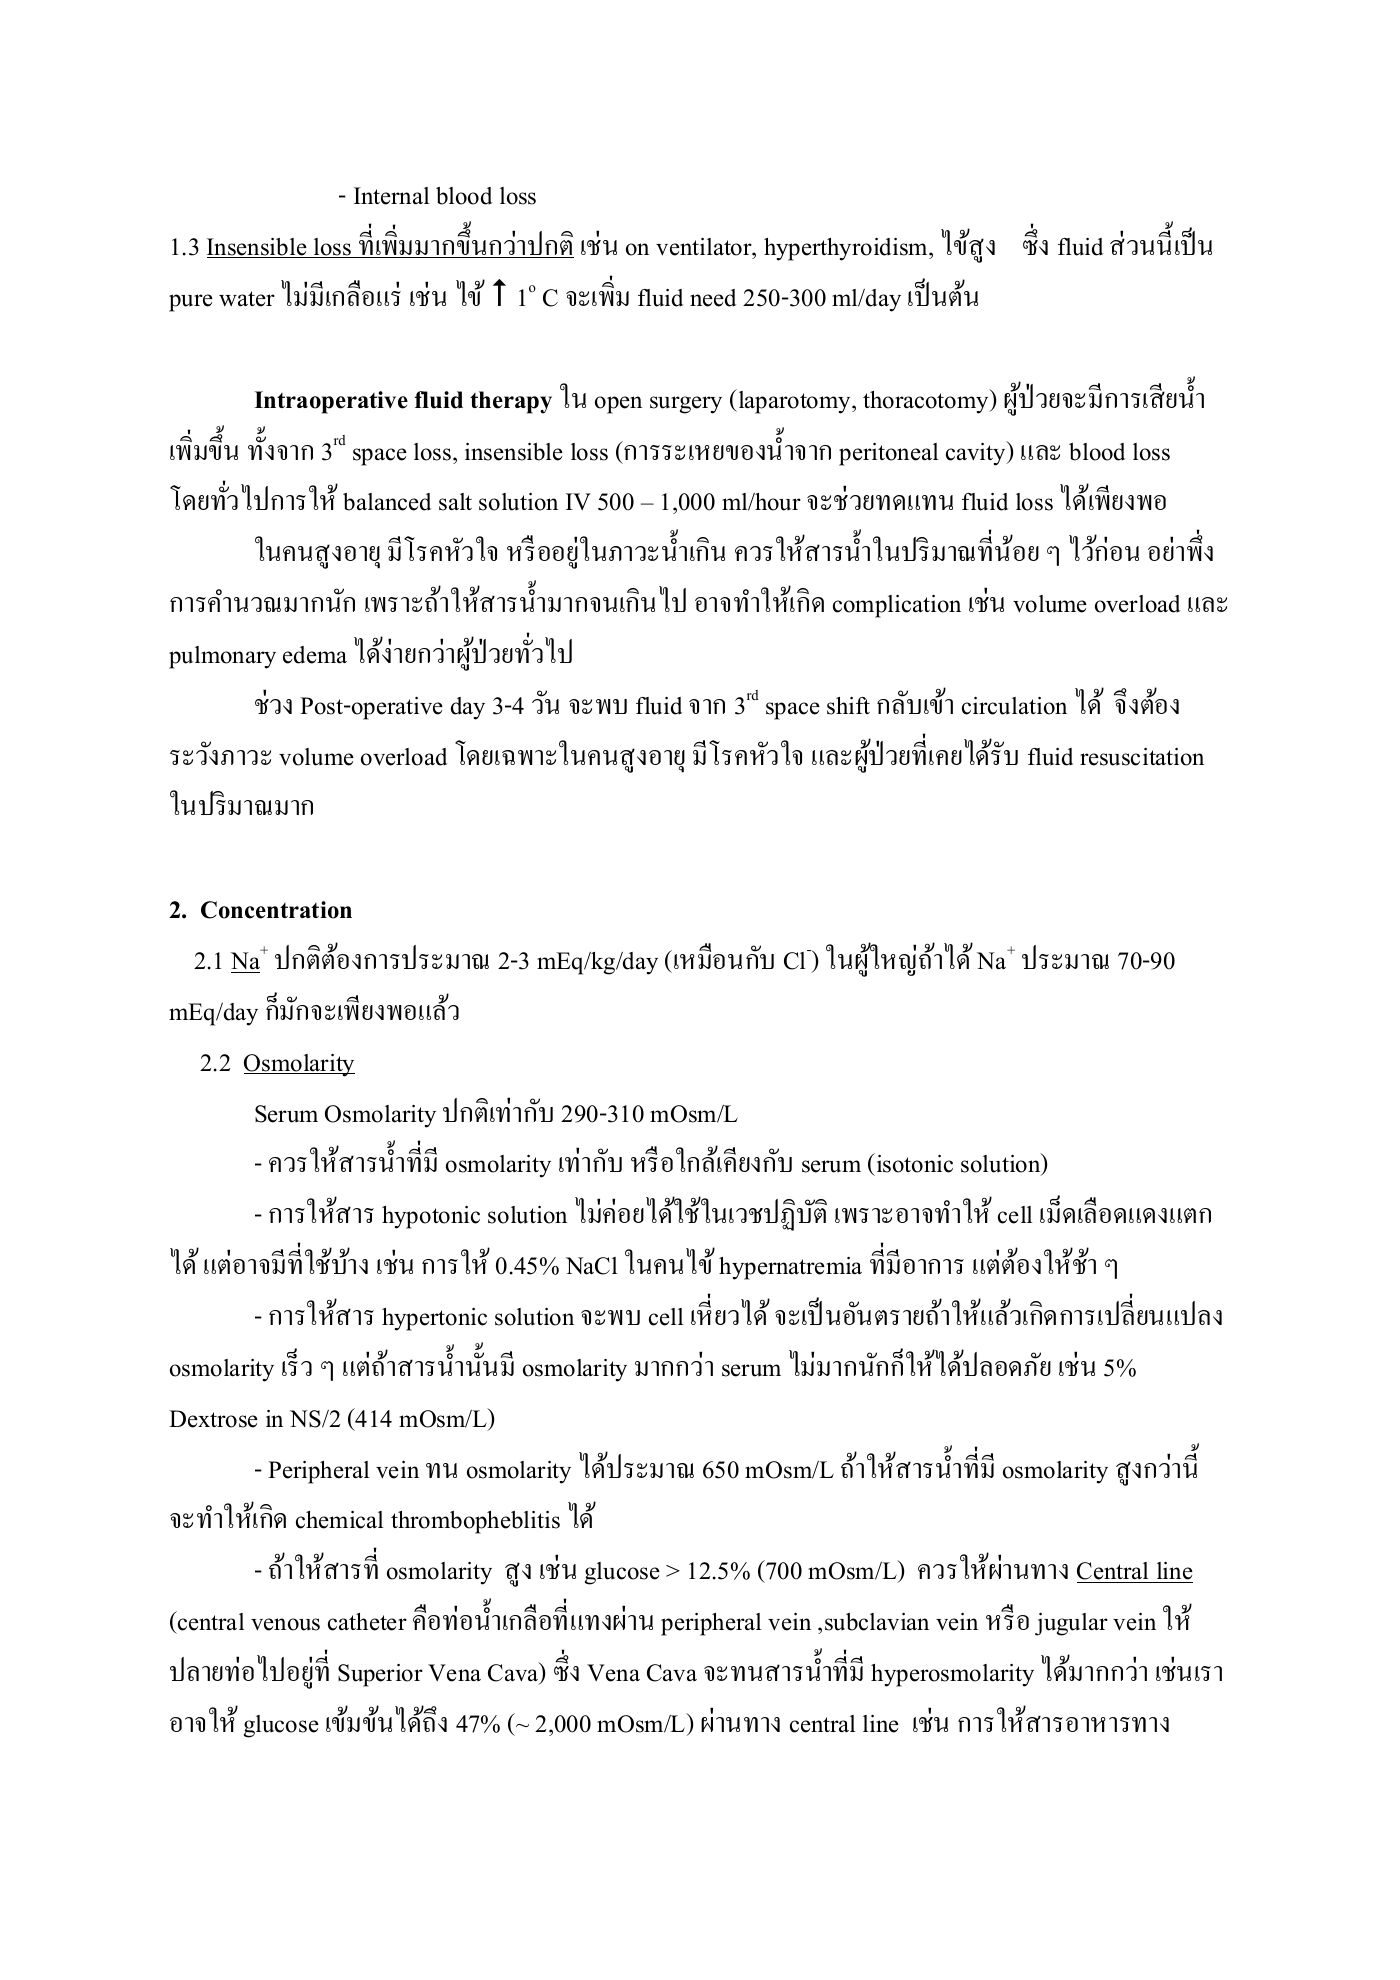 - Internal blood loss
1.3 Insensible loss ที่เพิ่มมากขึ้นกว่าปกติ เช่น on ventilator, hyperthyroidism, ไข้สูง ซึ่ง fluid ส่วนนี้เป็น
pure water ไม่มีเกลือแร่ เช่น ไข้ ↑ 1º C จะเพิ่ม fluid need 250-300 ml/day เป็นต้น
Intraoperative fluid therapy ใน open surgery (laparotomy, thoracotomy) ผู้ป่วยจะมีการเสียน้ำ
เพิ่มขึ้น ทั้งจาก 3rd space loss, insensible loss (การระเหยของน้ำจาก peritoneal cavity) และ blood loss
โดยทั่วไปการให้ balanced salt solution IV 500 – 1,000 ml/hour จะช่วยทดแทน fluid loss ได้เพียงพอ
ในคนสูงอายุ มีโรคหัวใจ หรืออยู่ในภาวะน้ำเกิน ควรให้สารน้ำในปริมาณที่น้อย ๆ ไว้ก่อน อย่าพึ่ง
การคำนวณมากนัก เพราะถ้าให้สารน้ำมากจนเกินไป อาจทำให้เกิด complication เช่น volume overload และ
pulmonary edema ได้ง่ายกว่าผู้ป่วยทั่วไป
ช่วง Post-operative day 3-4 วัน จะพบ fluid จาก 3rd space shift กลับเข้า circulation ได้ จึงต้อง
ระวังภาวะ volume overload โดยเฉพาะในคนสูงอายุ มีโรคหัวใจ และผู้ป่วยที่เคยได้รับ fluid resuscitation
ในปริมาณมาก
2. Concentration
2.1 Na+ ปกติต้องการประมาณ 2-3 mEq/kg/day (เหมือนกับ Cl-) ในผู้ใหญ่ถ้าได้ Na+ ประมาณ 70-90
mEq/day ก็มักจะเพียงพอแล้ว
2.2 Osmolarity
Serum Osmolarity ปกติเท่ากับ 290-310 mOsm/L
- ควรให้สารน้ำที่มี osmolarity เท่ากับ หรือใกล้เคียงกับ serum (isotonic solution)
- การให้สาร hypotonic solution ไม่ค่อยได้ใช้ในเวชปฏิบัติ เพราะอาจทำให้ cell เม็ดเลือดแดงแตก
ได้ แต่อาจมีที่ใช้บ้าง เช่น การให้ 0.45% NaCl ในคนไข้ hypernatremia ที่มีอาการ แต่ต้องให้ช้า ๆ
- การให้สาร hypertonic solution จะพบ cell เหี่ยวได้ จะเป็นอันตรายถ้าให้แล้วเกิดการเปลี่ยนแปลง
osmolarity เร็ว ๆ แต่ถ้าสารน้ำนั้นมี osmolarity มากกว่า serum ไม่มากนักก็ให้ได้ปลอดภัย เช่น 5%
Dextrose in NS/2 (414 mOsm/L)
- Peripheral vein ทน osmolarity ได้ประมาณ 650 mOsm/L ถ้าให้สารน้ำที่มี osmolarity สูงกว่านี้
จะทำให้เกิด chemical thrombopheblitis ได้
- ถ้าให้สารที่ osmolarity สูง เช่น glucose > 12.5% (700 mOsm/L) ควรให้ผ่านทาง Central line
(central venous catheter คือท่อน้ำเกลือที่แทงผ่าน peripheral vein ,subclavian vein หรือ jugular vein ให้
ปลายท่อไปอยู่ที่ Superior Vena Cava) ซึ่ง Vena Cava จะทนสารน้ำที่มี hyperosmolarity ได้มากกว่า เช่นเรา
อาจให้ glucose เข้มข้นได้ถึง 47% (~ 2,000 mOsm/L) ผ่านทาง central line เช่น การให้สารอาหารทาง